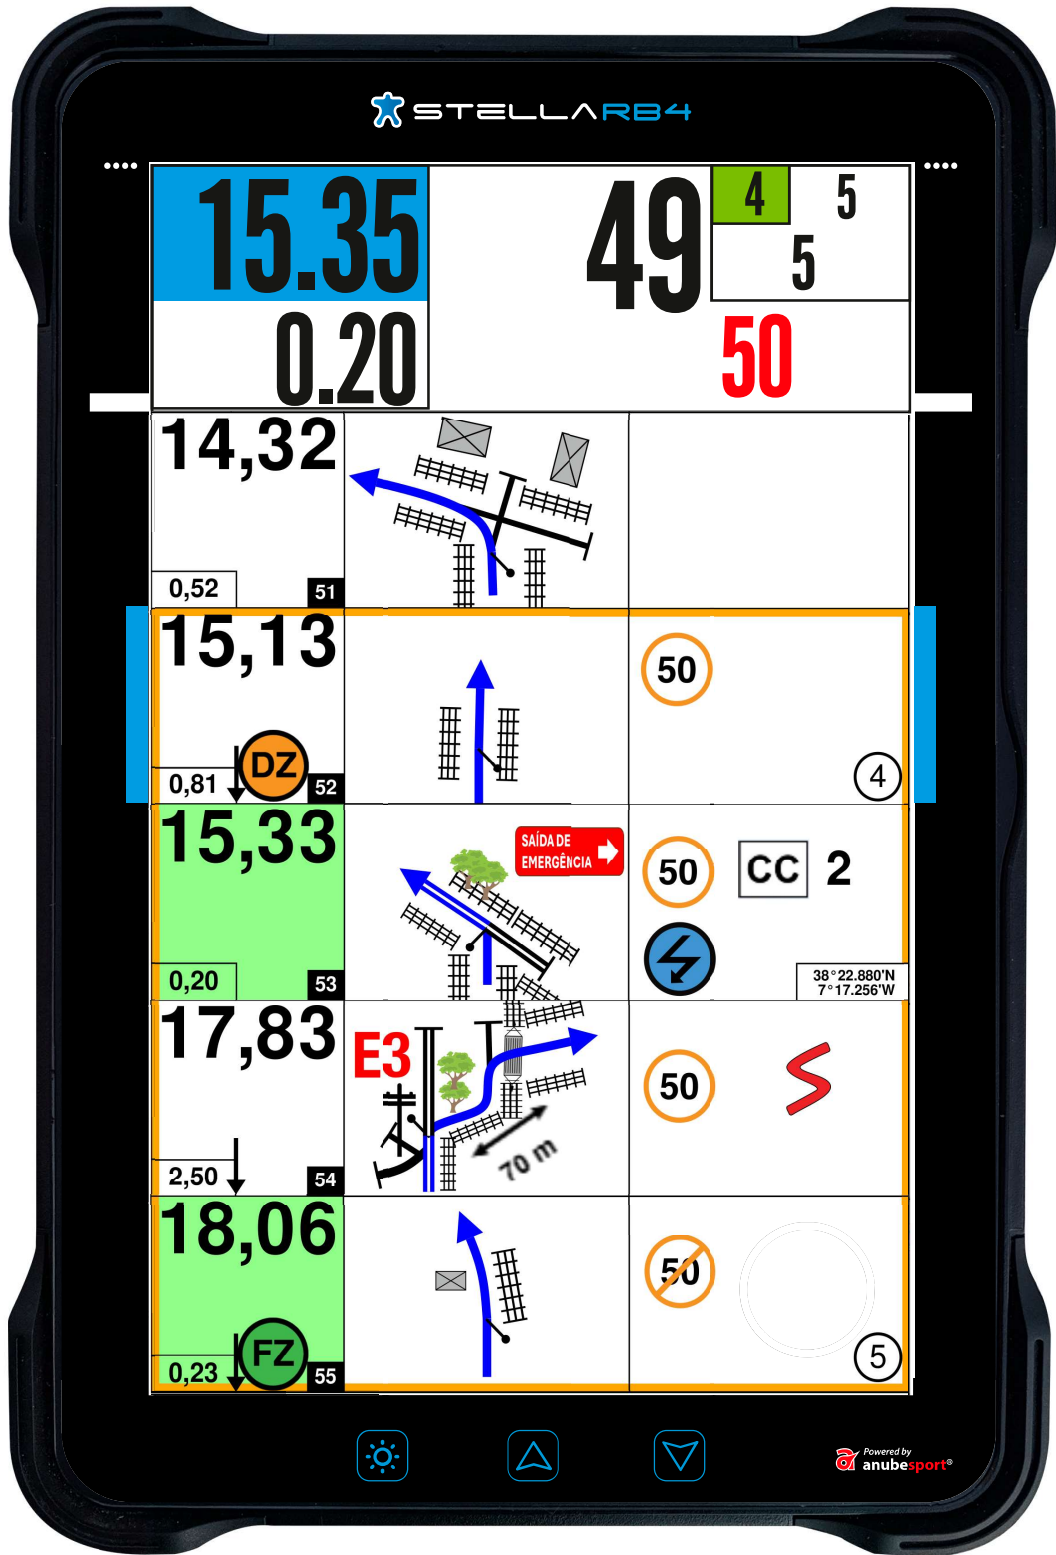 STELLARB4
15.35
49
4
5
5
0.20
50
14,32
0,52
51
15,13
50
DZ
0,81
52
4
15,33
SAÍDA DE
EMERGÊNCIA
50
CC
2
0,20
53
38°22.880'N
7°17.256'W
17,83
E3
50
70 m
2,50
54
18,06
50
FZ
0,23
55
5
Powered by
anubesport®